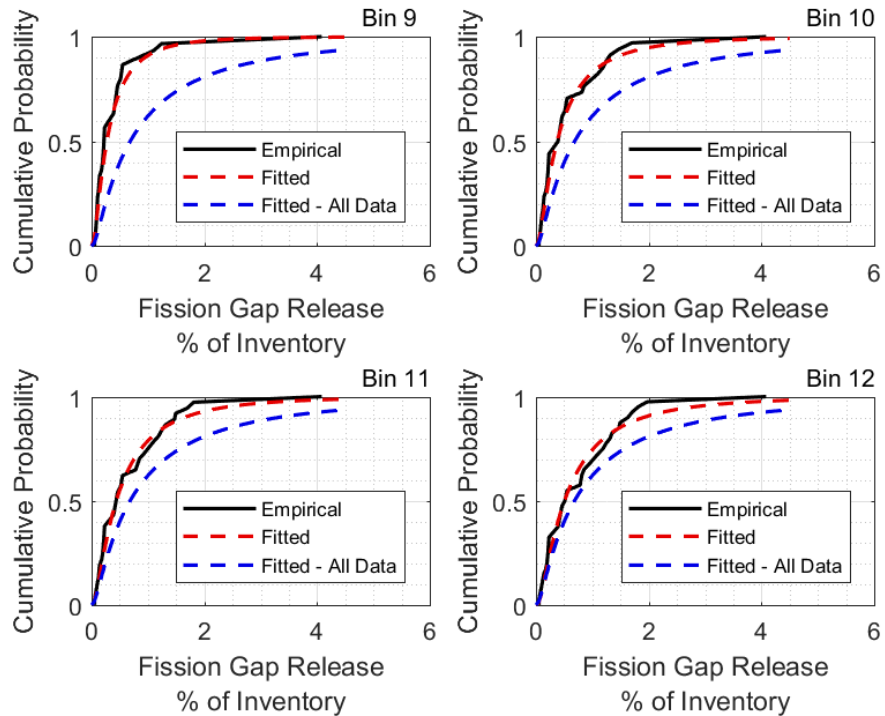 Bin 9
Cumulative Probability
1
0.5
0
Empirical
Fitted
Fitted - All Data
0
2
4
6
Fission Gap Release
% of Inventory
Bin 10
Cumulative Probability
1
0.5
0
Empirical
Fitted
Fitted - All Data
0
2
4
6
Fission Gap Release
% of Inventory
Bin 11
Cumulative Probability
1
0.5
0
Empirical
Fitted
Fitted - All Data
0
2
4
6
Fission Gap Release
% of Inventory
Bin 12
Cumulative Probability
1
0.5
0
Empirical
Fitted
Fitted - All Data
0
2
4
6
Fission Gap Release
% of Inventory